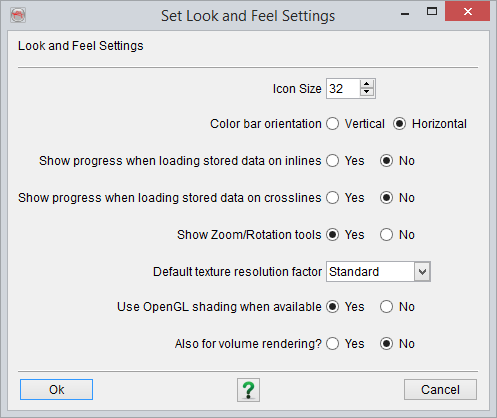 Set Look and Feel Settings
Look and Feel Settings
Icon Size 32
Color bar orientation Vertical Horizontal
Show progress when loading stored data on inlines Yes No
Show progress when loading stored data on crosslines Yes No
Show Zoom/Rotation tools Yes No
Default texture resolution factor Standard
Use OpenGL shading when available Yes No
Also for volume rendering? Yes No
Ok ? Cancel